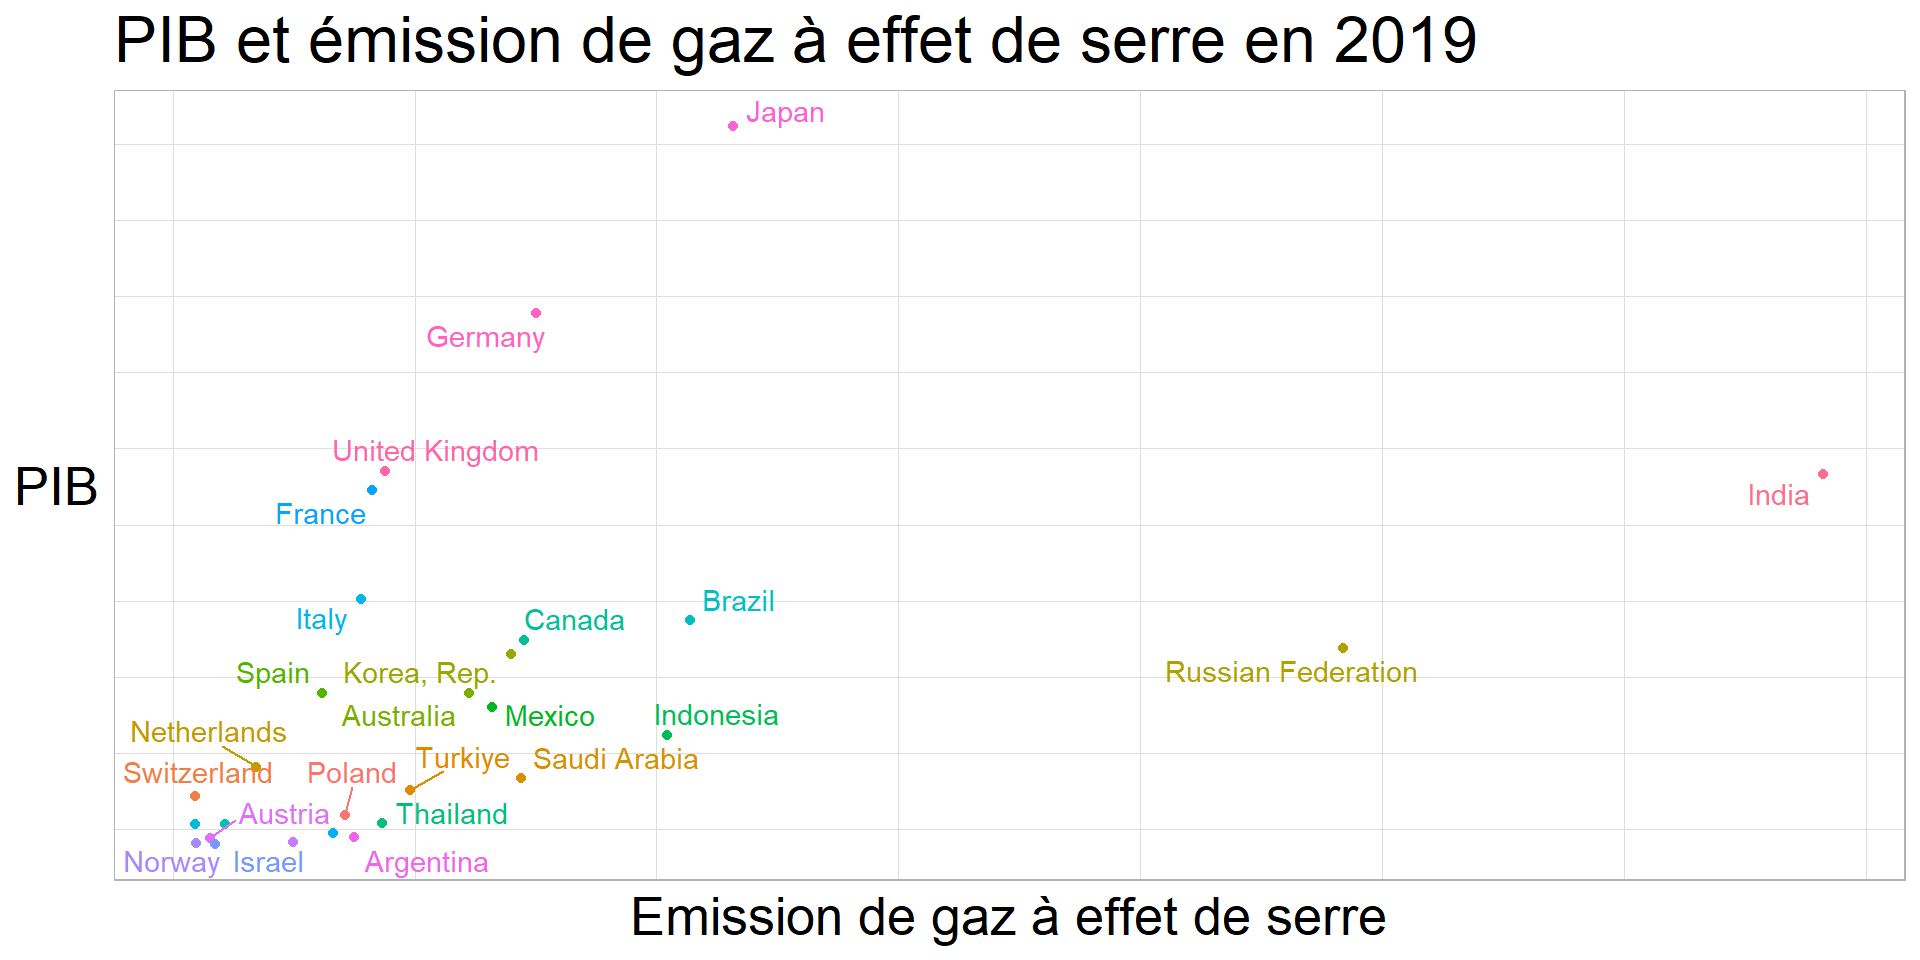 PIB et émission de gaz à effet de serre en 2019
Japan
Germany
United Kingdom
PIB
India
France
Brazil
Italy
Canada
Spain
Korea, Rep.
Russian Federation
Australia
Mexico
Indonesia
Netherlands
Turkiye
Saudi Arabia
Switzerland
Poland
Austria
Thailand
Norway
Israel
Argentina
Emission de gaz à effet de serre